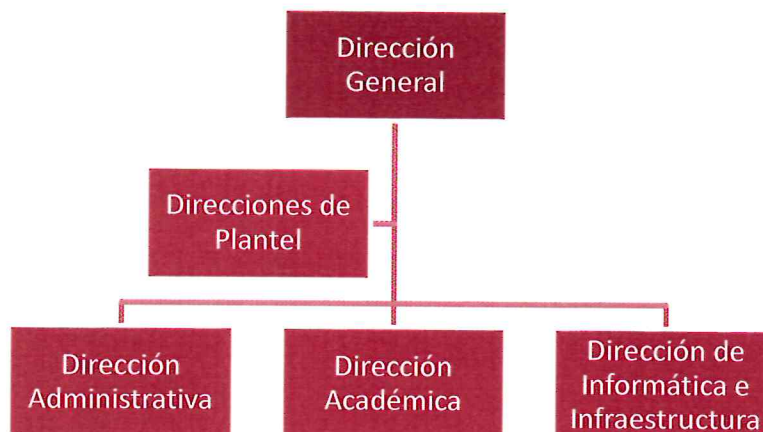 Dirección
General
Direcciones de
Plantel
Dirección
Administrativa
Dirección
Académica
Dirección de
Informática e
Infraestructura